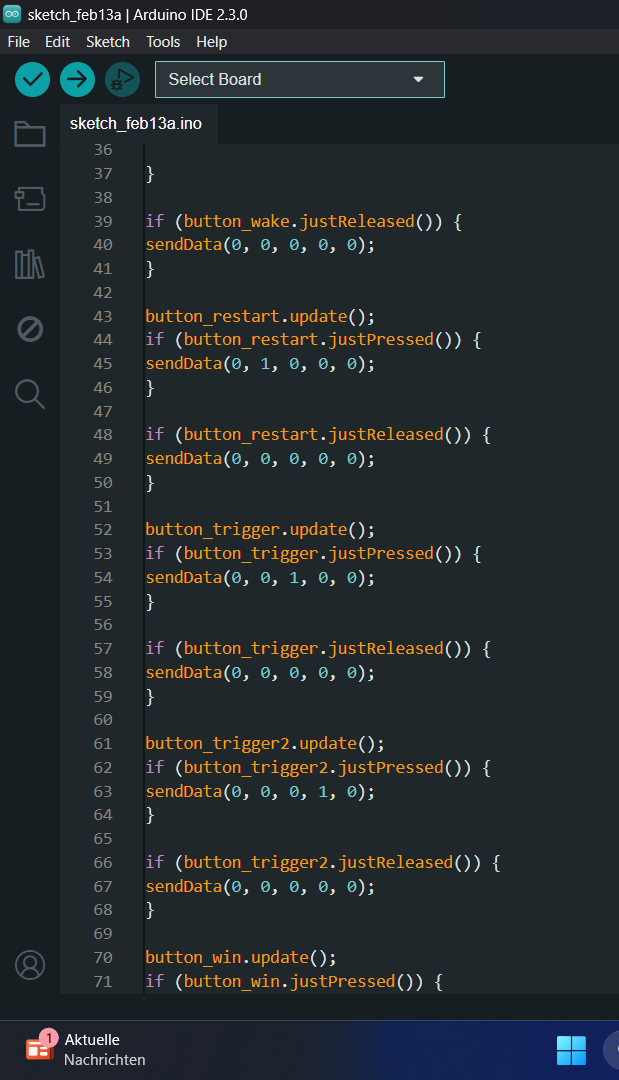 sketch_feb13a | Arduino IDE 2.3.0
File Edit Sketch Tools Help
Select Board
sketch_feb13a.ino
36
37 }
38
39 if (button_wake.justReleased()) {
40 sendData(0, 0, 0, 0, 0);
41 }
42
43 button_restart.update();
44 if (button_restart.justPressed()) {
45 sendData(0, 1, 0, 0, 0);
46 }
47
48 if (button_restart.justReleased()) {
49 sendData(0, 0, 0, 0, 0);
50 }
51
52 button_trigger.update();
53 if (button_trigger.justPressed()) {
54 sendData(0, 0, 1, 0, 0);
55 }
56
57 if (button_trigger.justReleased()) {
58 sendData(0, 0, 0, 0, 0);
59 }
60
61 button_trigger2.update();
62 if (button_trigger2.justPressed()) {
63 sendData(0, 0, 0, 1, 0);
64 }
65
66 if (button_trigger2.justReleased()) {
67 sendData(0, 0, 0, 0, 0);
68 }
69
70 button_win.update();
71 if (button_win.justPressed()) {
1
Aktuelle
Nachrichten